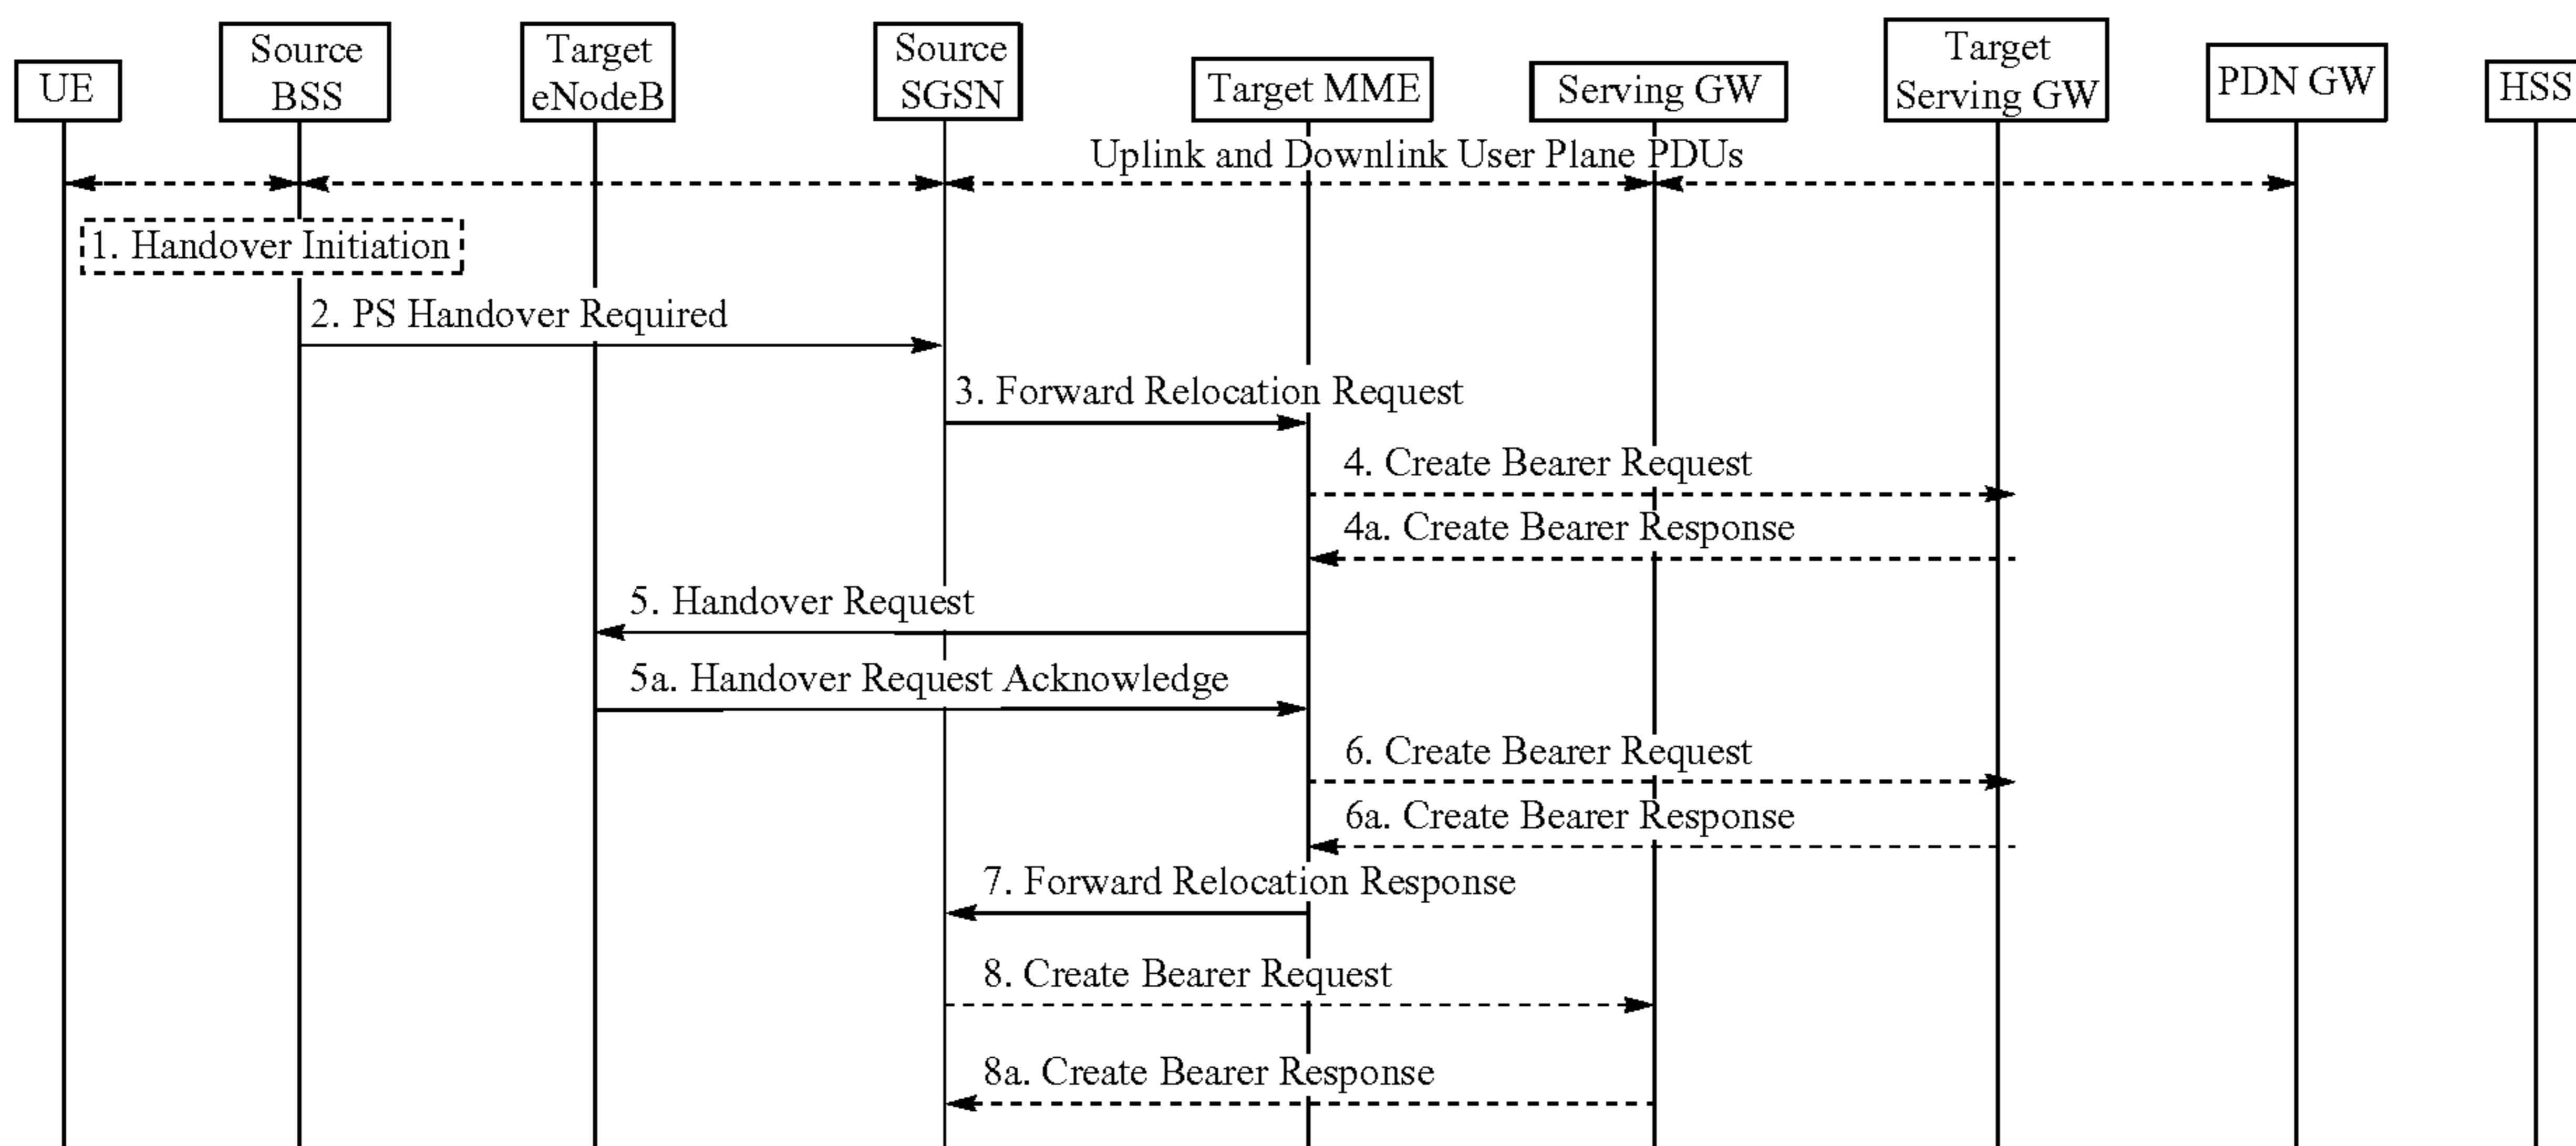 UE
Source
BSS
Target
eNodeB
Source
SGSN
Target MME
Serving GW
Target
Serving GW
PDN GW
HSS
Uplink and Downlink User Plane PDUs
1. Handover Initiation
2. PS Handover Required
3. Forward Relocation Request
4. Create Bearer Request
4a. Create Bearer Response
5. Handover Request
5a. Handover Request Acknowledge
6. Create Bearer Request
6a. Create Bearer Response
7. Forward Relocation Response
8. Create Bearer Request
8a. Create Bearer Response